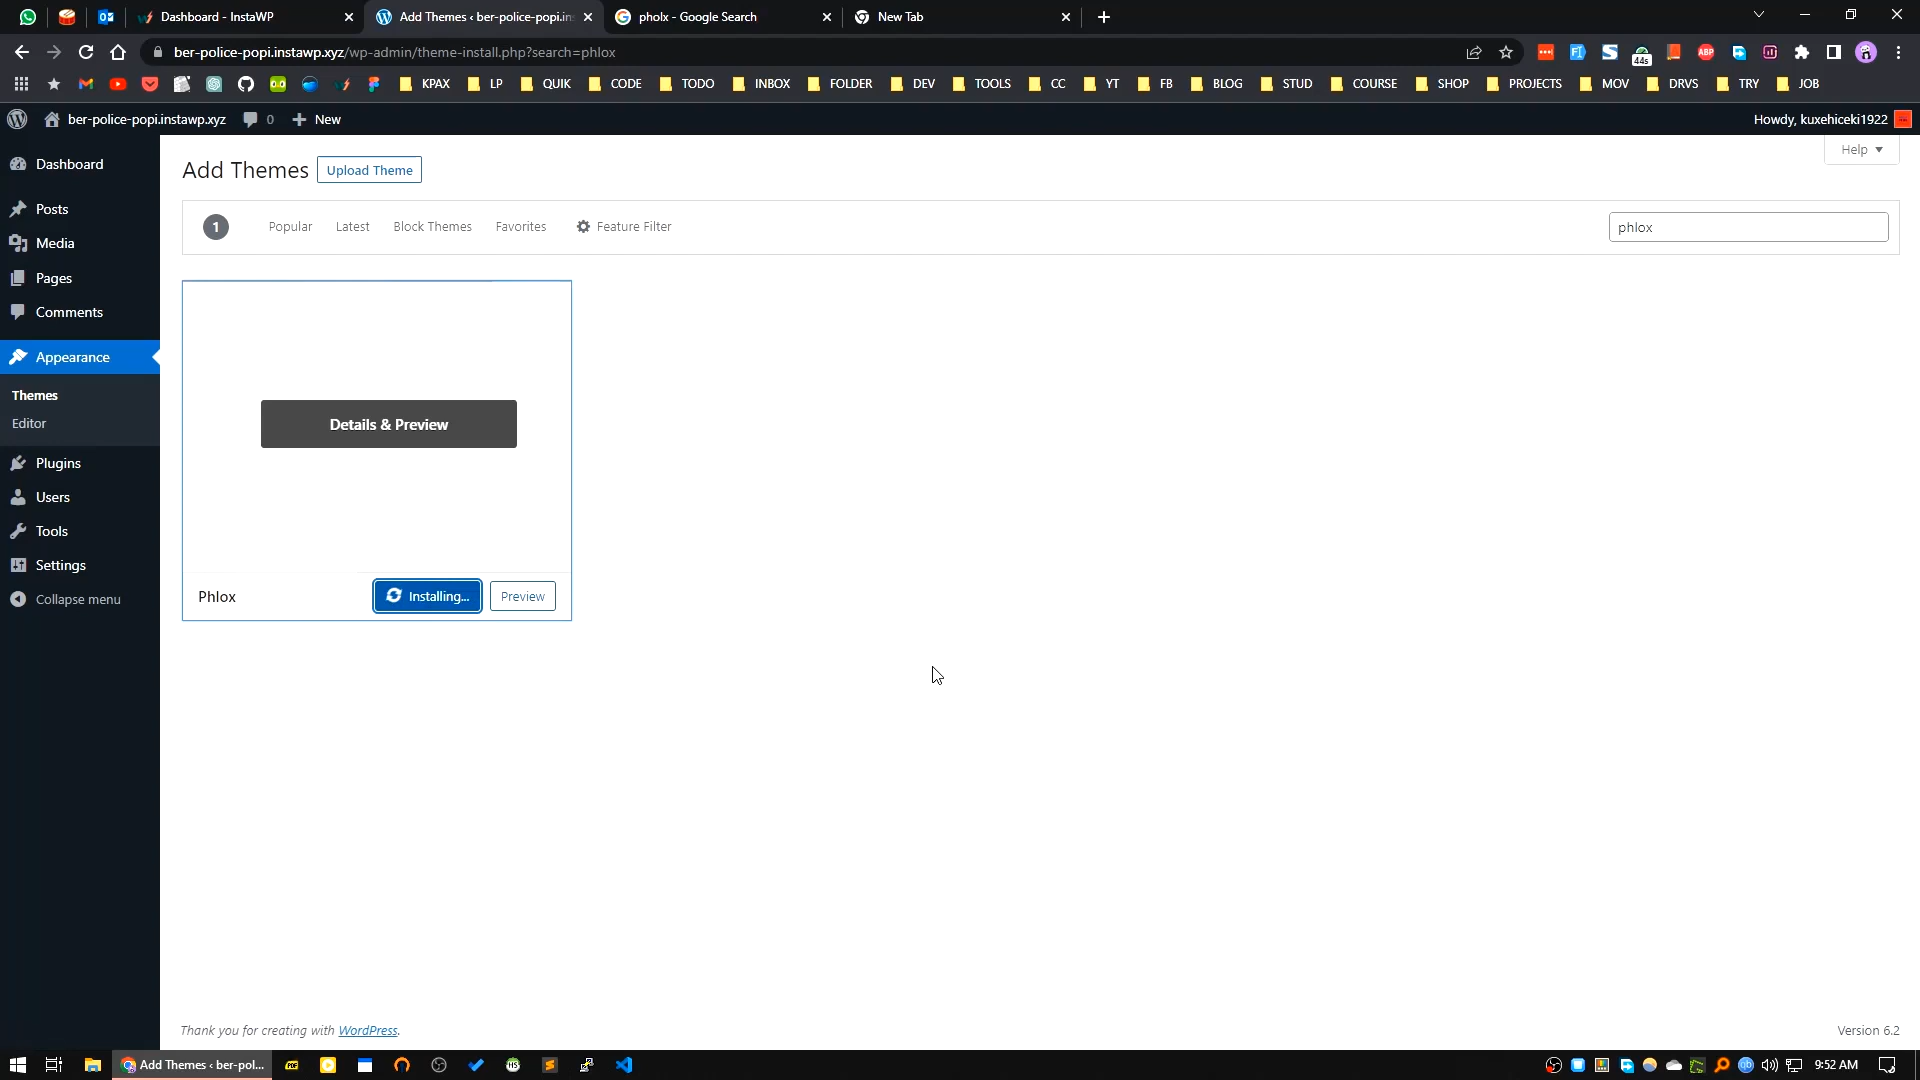 Dashboard - InstaWP
Add Themes ‹ ber-police-popi.in
pholx - Google Search
New Tab
ber-police-popi.instawp.xyz/wp-admin/theme-install.php?search=phlox
44s
ABP
KPAX
LP
QUIK
CODE
TODO
INBOX
FOLDER
DEV
TOOLS
CC
YT
FB
BLOG
STUD
COURSE
SHOP
PROJECTS
MOV
DRVS
TRY
JOB
ber-police-popi.instawp.xyz
0
New
Howdy, kuxehiceki1922
Dashboard
Posts
Media
Pages
Comments
Appearance
Themes
Editor
Plugins
Users
Tools
Settings
Collapse menu
Help
Add Themes
Upload Theme
1
Popular
Latest
Block Themes
Favorites
Feature Filter
phlox
Details & Preview
Phlox
Installing...
Preview
Thank you for creating with WordPress.
Version 6.2
Add Themes ‹ ber-pol...
9:52 AM